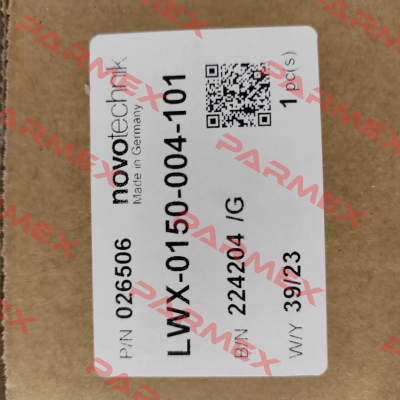 novotechnik
Made in Germany
P/N 026506
LWX-0150-004-101
B/N 224204 /G
W/Y 39/23
1 pc(s)
PARMEX
PARMEX
PARMEX
PARMEX
PARMEX
PARMEX